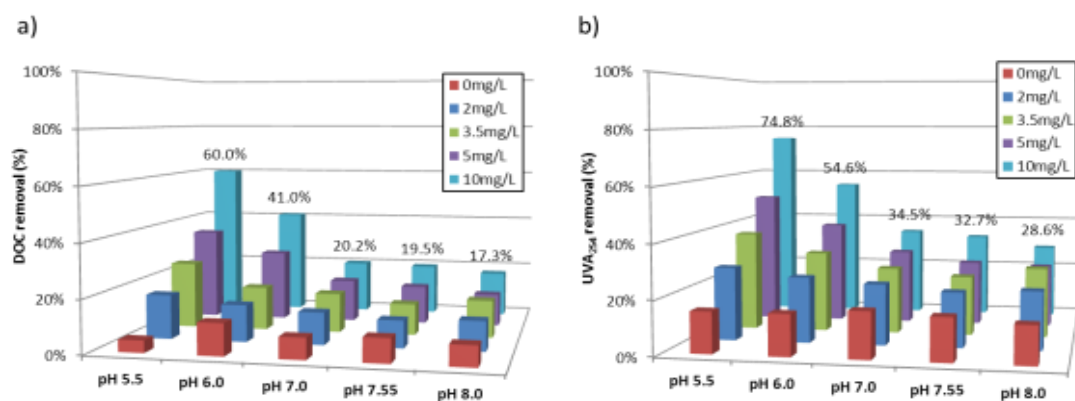 a)
100%
80%
60%
40%
20%
0%
DOC removal (%)
60.0%
41.0%
20.2%
19.5%
17.3%
0mg/L
2mg/L
3.5mg/L
5mg/L
10mg/L
pH 5.5
pH 6.0
pH 7.0
pH 7.55
pH 8.0
b)
100%
80%
60%
40%
20%
0%
UVA254 removal (%)
74.8%
54.6%
34.5%
32.7%
28.6%
0mg/L
2mg/L
3.5mg/L
5mg/L
10mg/L
pH 5.5
pH 6.0
pH 7.0
pH 7.55
pH 8.0